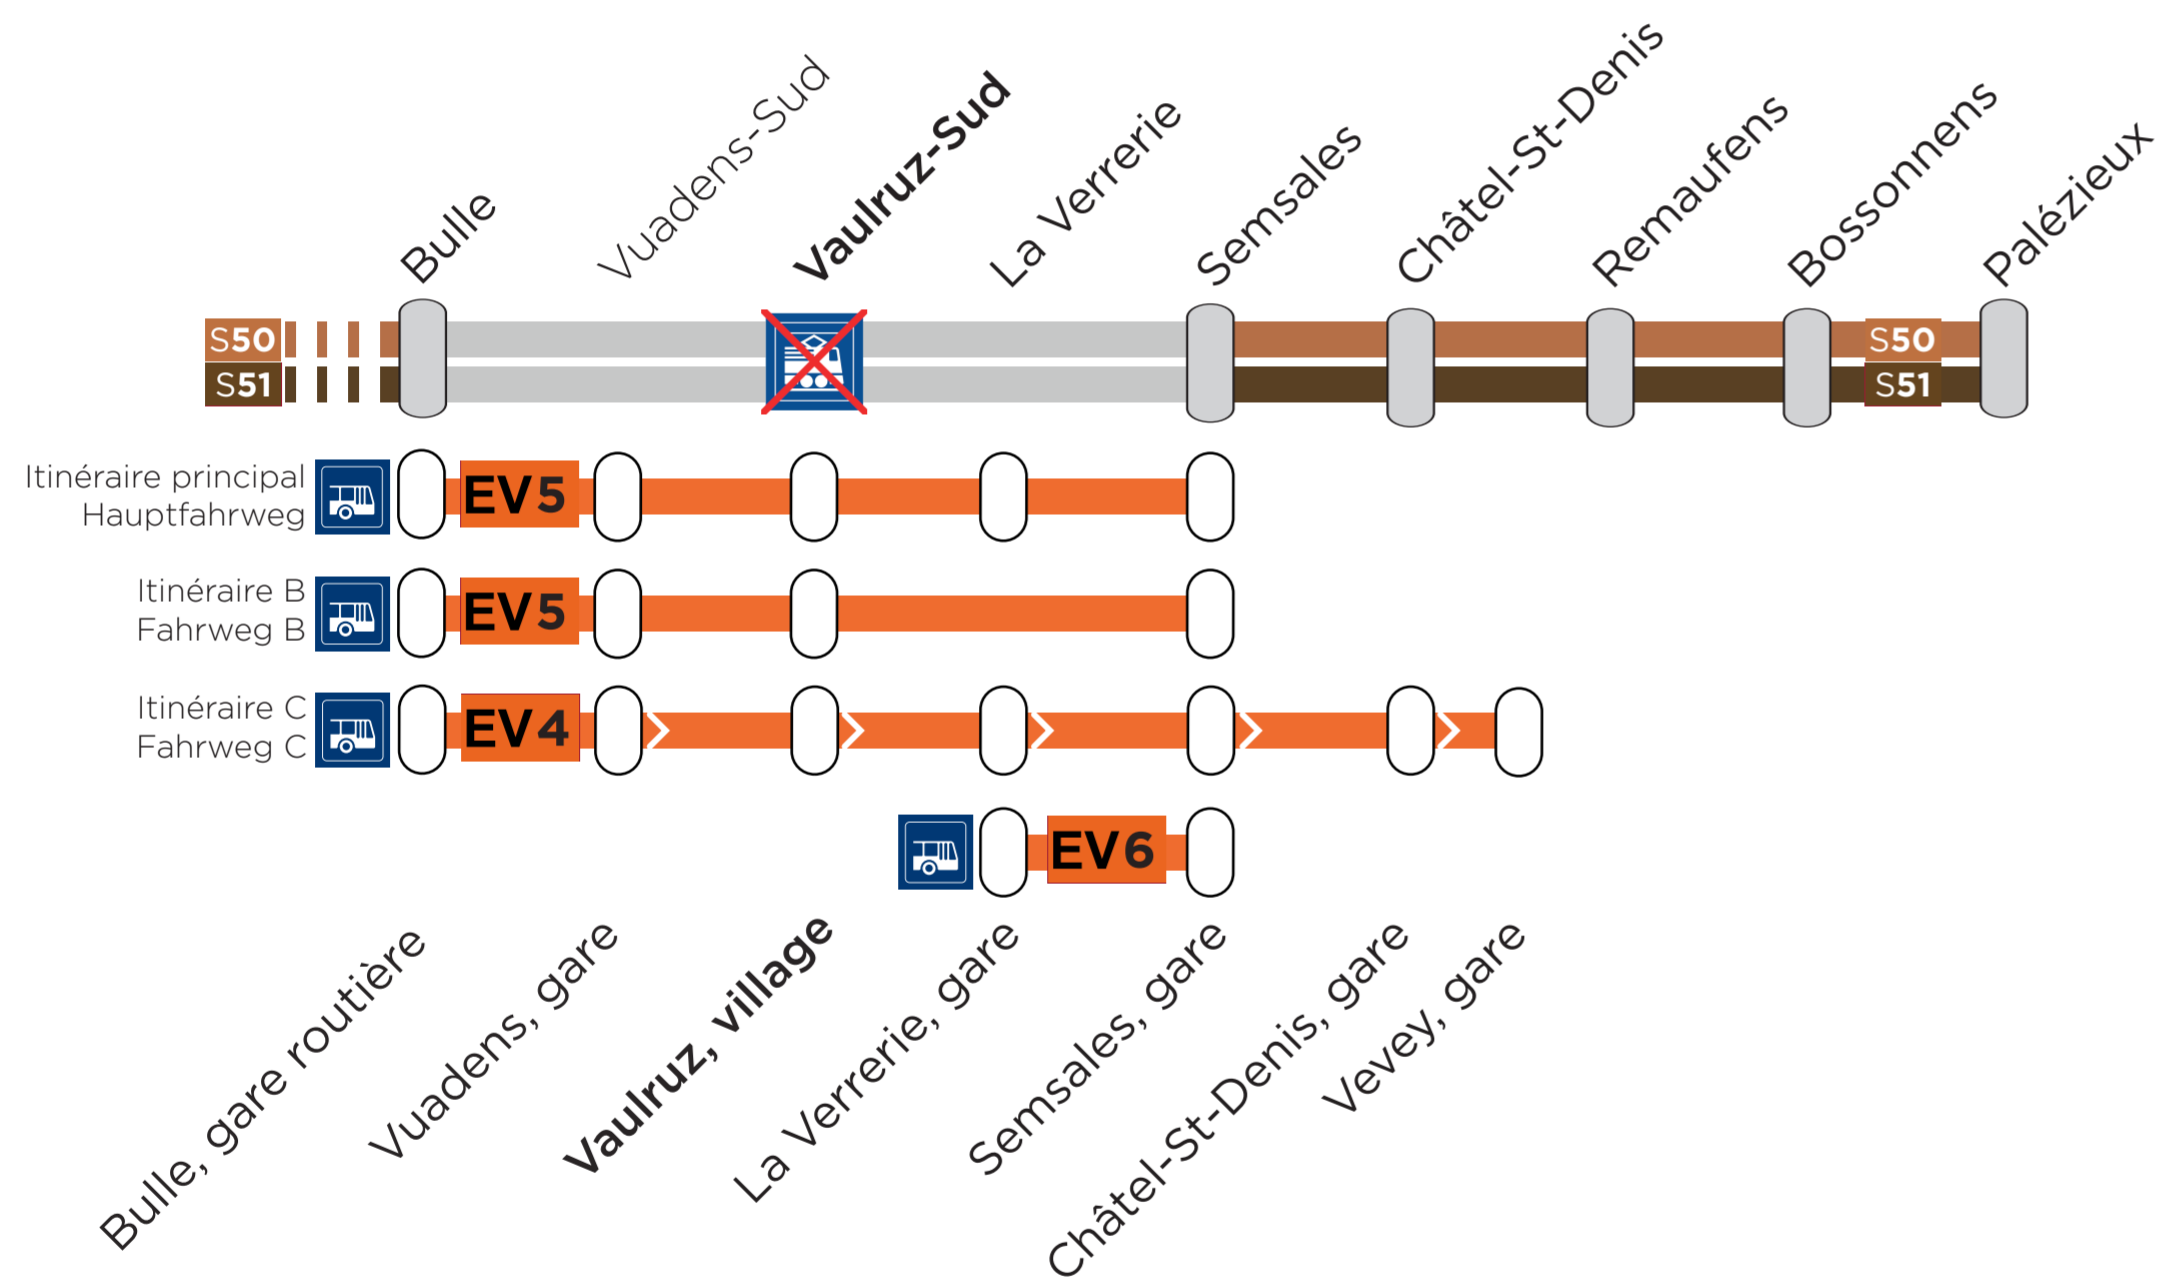 Bulle
Vuadens-Sud
Vaulruz-Sud
La Verrerie
Semsales
Châtel-St-Denis
Remaufens
Bossonnens
Palézieux
S50
S50
S51
S51
Itinéraire principal
Hauptfahrweg
EV5
Itinéraire B
Fahrweg B
EV5
Itinéraire C
Fahrweg C
EV4
EV6
Bulle, gare routière
Vuadens, gare
Vaulruz, village
La Verrerie, gare
Semsales, gare
Châtel-St-Denis, gare
Vevey, gare